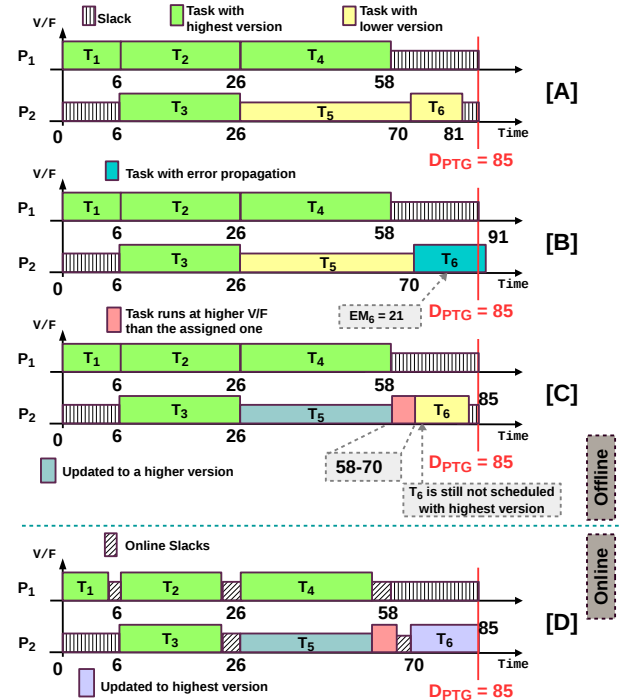 Slack
Task with
highest version
Task with
lower version
V/F
P1
T1
T2
T4
6
26
58
[A]
P2
T3
T5
T6
0
6
26
70
81
Time
DPTG = 85
V/F
Task with error propagation
P1
T1
T2
T4
6
26
58
91
[B]
P2
T3
T5
T6
0
6
26
70
EM6 = 21
DPTG = 85
Task runs at higher V/F
than the assigned one
V/F
P1
T1
T2
T4
6
26
58
85
[C]
P2
T3
T5
T6
0
6
26
58-70
DPTG = 85
Updated to a higher version
T6 is still not scheduled
with highest version
Offline
Online Slacks
Online
V/F
P1
T1
T2
T4
6
26
58
85
[D]
P2
T3
T5
T6
0
6
26
70
Time
Updated to highest version
DPTG = 85